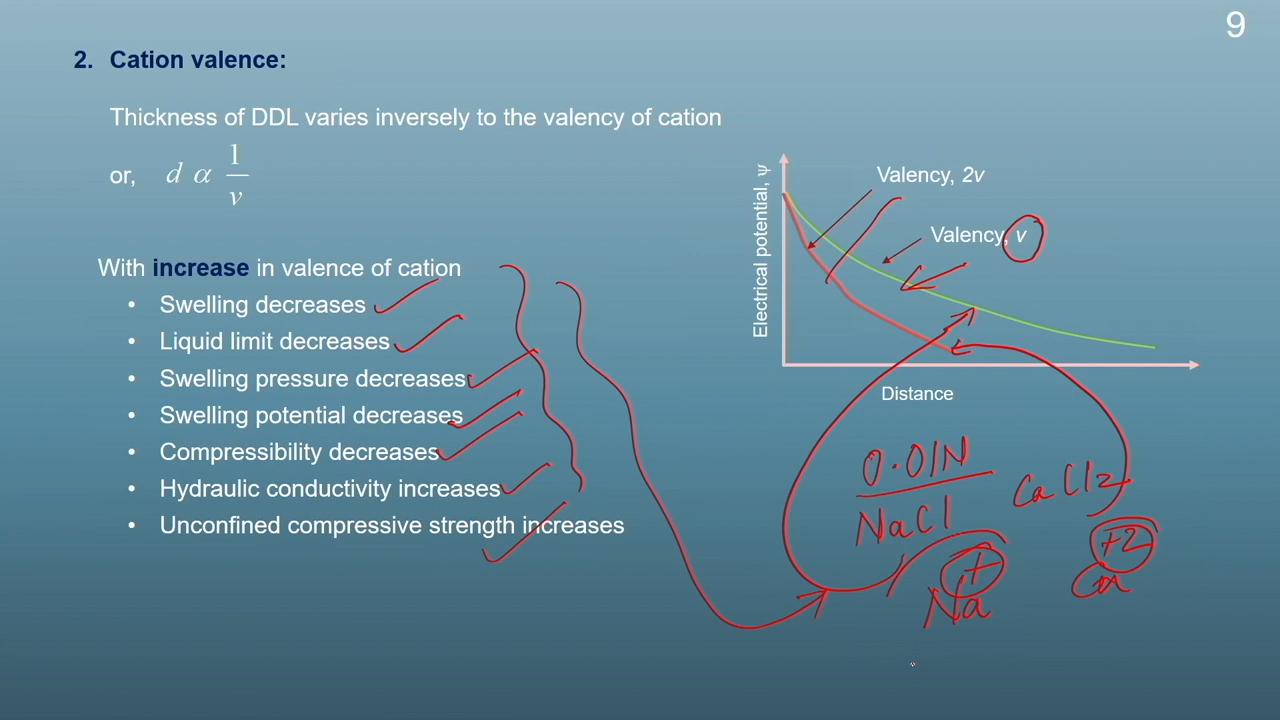 9
2. Cation valence:
Thickness of DDL varies inversely to the valency of cation
or, d α 1/v
With increase in valence of cation
• Swelling decreases
• Liquid limit decreases
• Swelling pressure decreases
• Swelling potential decreases
• Compressibility decreases
• Hydraulic conductivity increases
• Unconfined compressive strength increases
Electrical potential, ψ
Valency, 2v
Valency, v
Distance
0.01N
NaCl
CaCl2
Na+
Ca+2